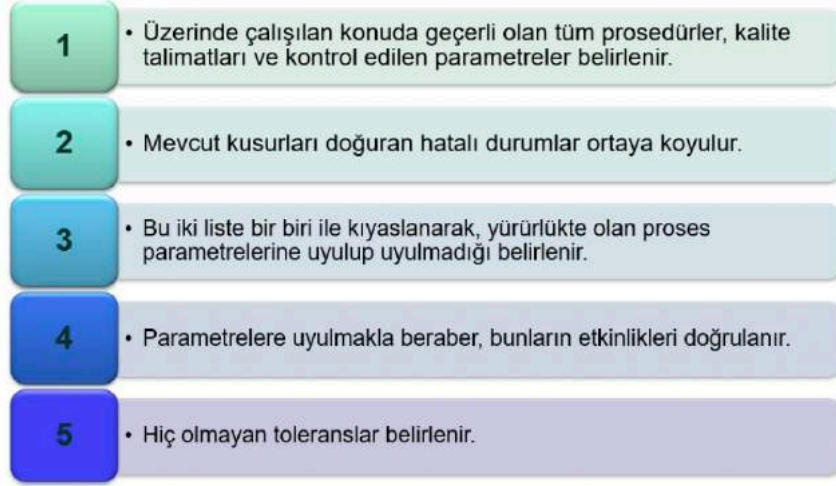 1
• Üzerinde çalışılan konuda geçerli olan tüm prosedürler, kalite
talimatları ve kontrol edilen parametreler belirlenir.
2
• Mevcut kusurları doğuran hatalı durumlar ortaya koyulur.
3
• Bu iki liste bir biri ile kıyaslanarak, yürürlükte olan proses
parametrelerine uyulup uyulmadığı belirlenir.
4
• Parametrelere uyulmakla beraber, bunların etkinlikleri doğrulanır.
5
• Hiç olmayan toleranslar belirlenir.